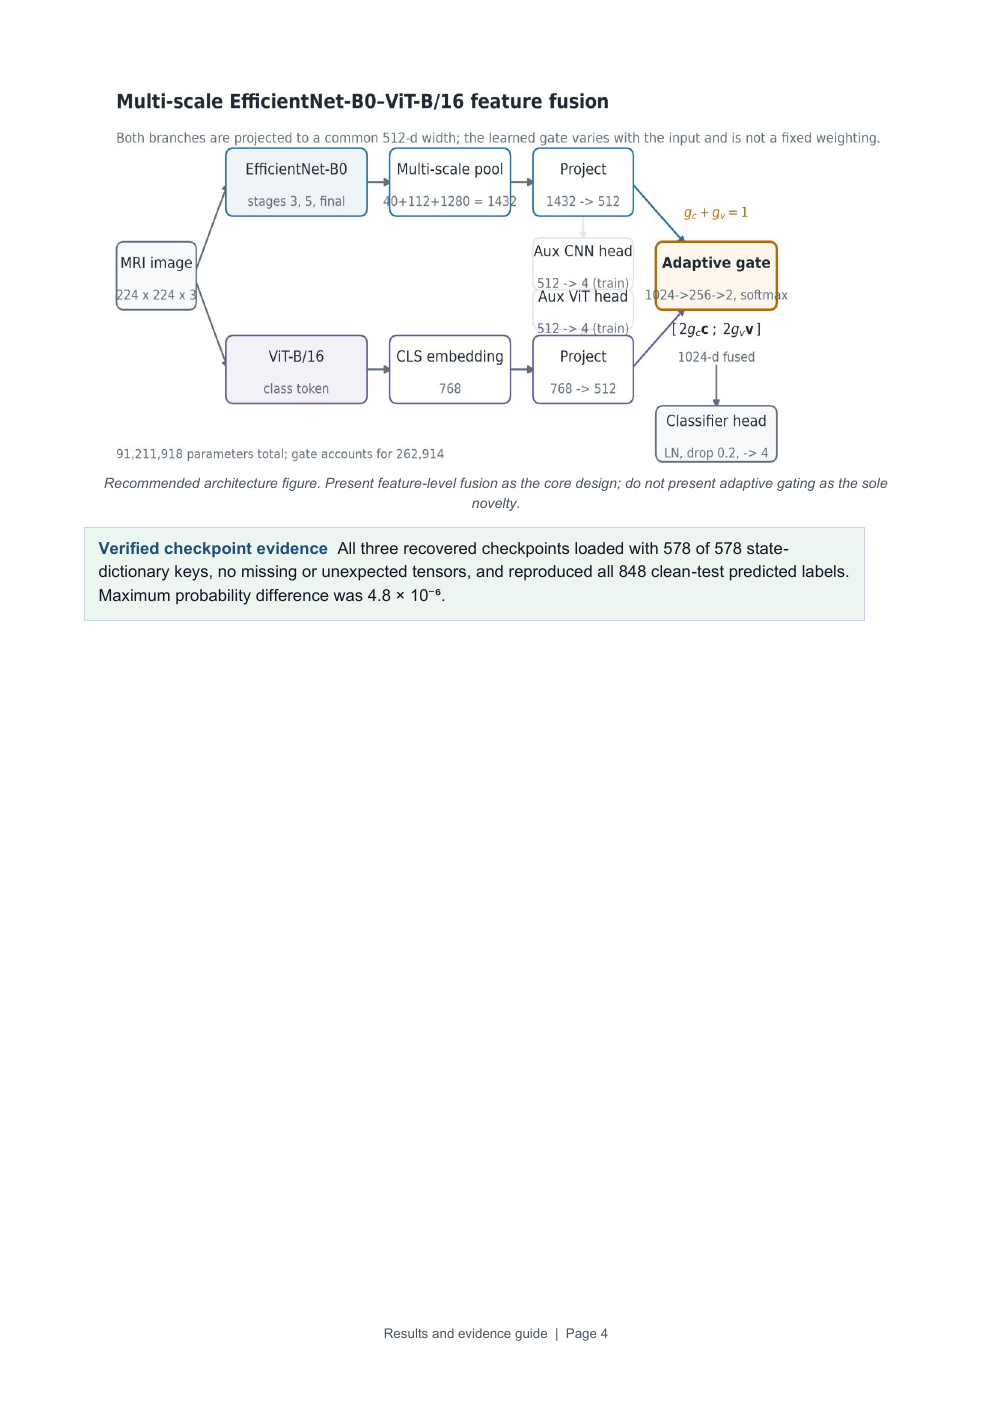 Multi-scale EfficientNet-B0–ViT-B/16 feature fusion
Both branches are projected to a common 512-d width; the learned gate varies with the input and is not a fixed weighting.
EfficientNet-B0
stages 3, 5, final
Multi-scale pool
40+112+1280 = 1432
Project
1432 -> 512
g_c + g_v = 1
MRI image
224 x 224 x 3
Aux CNN head
512 -> 4 (train)
Aux ViT head
512 -> 4 (train)
Adaptive gate
1024->256->2, softmax
[2g_c c ; 2g_v v]
1024-d fused
ViT-B/16
class token
CLS embedding
768
Project
768 -> 512
Classifier head
LN, drop 0.2, -> 4
91,211,918 parameters total; gate accounts for 262,914
Recommended architecture figure. Present feature-level fusion as the core design; do not present adaptive gating as the sole
novelty.
Verified checkpoint evidence All three recovered checkpoints loaded with 578 of 578 state-
dictionary keys, no missing or unexpected tensors, and reproduced all 848 clean-test predicted labels.
Maximum probability difference was 4.8 × 10⁻⁶.
Results and evidence guide | Page 4